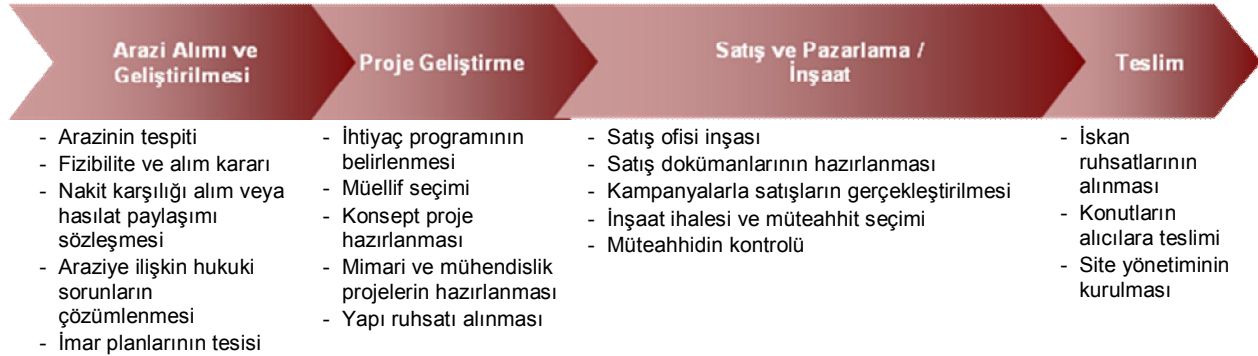 Arazi Alımı ve
Geliştirilmesi
Proje Geliştirme
Satış ve Pazarlama /
İnşaat
Teslim
- Arazinin tespiti
- Fizibilite ve alım kararı
- Nakit karşılığı alım veya
hasılat paylaşımı
sözleşmesi
- Araziye ilişkin hukuki
sorunların
çözümlenmesi
- İmar planlarının tesisi
- İhtiyaç programının
belirlenmesi
- Müellif seçimi
- Konsept proje
hazırlanması
- Mimari ve mühendislik
projelerin hazırlanması
- Yapı ruhsatı alınması
- Satış ofisi inşası
- Satış dokümanlarının hazırlanması
- Kampanyalarla satışların gerçekleştirilmesi
- İnşaat ihalesi ve müteahhit seçimi
- Müteahhidin kontrolü
- İskan
ruhsatlarının
alınması
- Konutların
alıcılara teslimi
- Site yönetiminin
kurulması